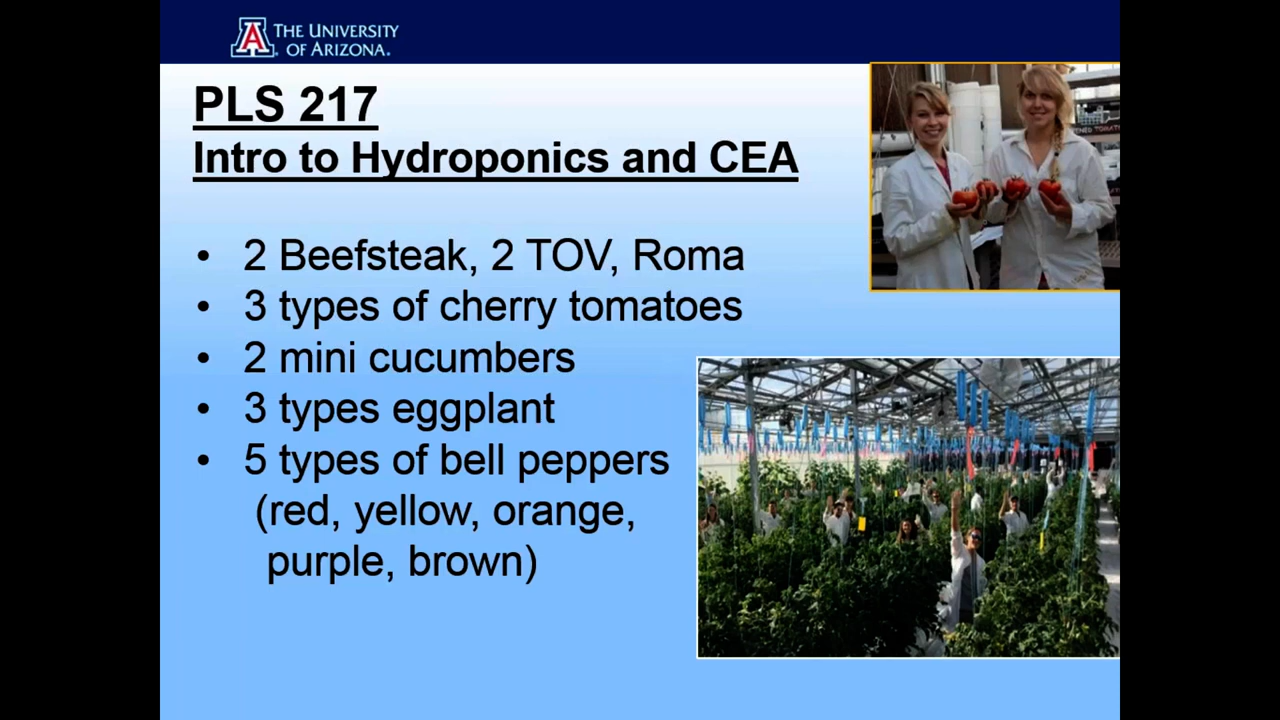 THE UNIVERSITY
OF ARIZONA.
PLS 217
Intro to Hydroponics and CEA
• 2 Beefsteak, 2 TOV, Roma
• 3 types of cherry tomatoes
• 2 mini cucumbers
• 3 types eggplant
• 5 types of bell peppers
(red, yellow, orange,
purple, brown)